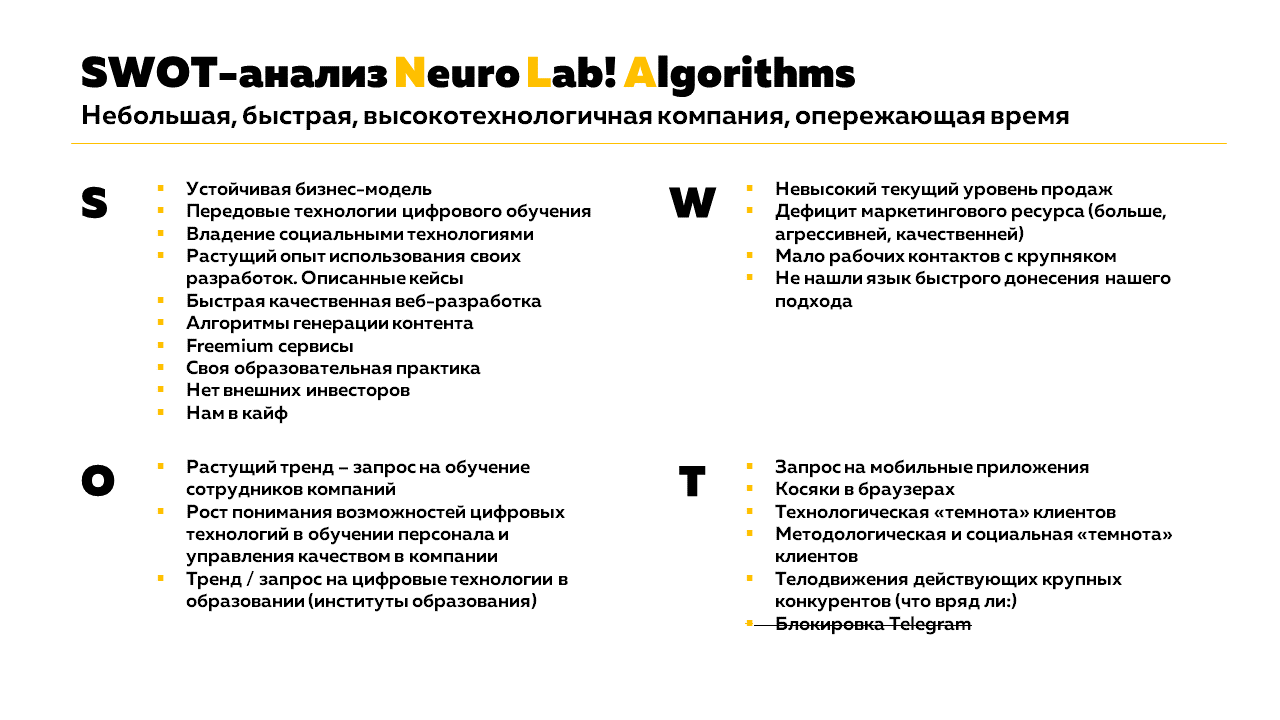 SWOT-анализ Neuro Lab! Algorithms
Небольшая, быстрая, высокотехнологичная компания, опережающая время
S
Устойчивая бизнес-модель
Передовые технологии цифрового обучения
Владение социальными технологиями
Растущий опыт использования своих
разработок. Описанные кейсы
Быстрая качественная веб-разработка
Алгоритмы генерации контента
Freemium сервисы
Своя образовательная практика
Нет внешних инвесторов
Нам в кайф
W
Невысокий текущий уровень продаж
Дефицит маркетингового ресурса (больше,
агрессивней, качественней)
Мало рабочих контактов с крупняком
Не нашли язык быстрого донесения нашего
подхода
O
Растущий тренд – запрос на обучение
сотрудников компаний
Рост понимания возможностей цифровых
технологий в обучении персонала и
управления качеством в компании
Тренд / запрос на цифровые технологии в
образовании (институты образования)
T
Запрос на мобильные приложения
Косяки в браузерах
Технологическая «темнота» клиентов
Методологическая и социальная «темнота»
клиентов
Телодвижения действующих крупных
конкурентов (что вряд ли:)
Блокировка Telegram